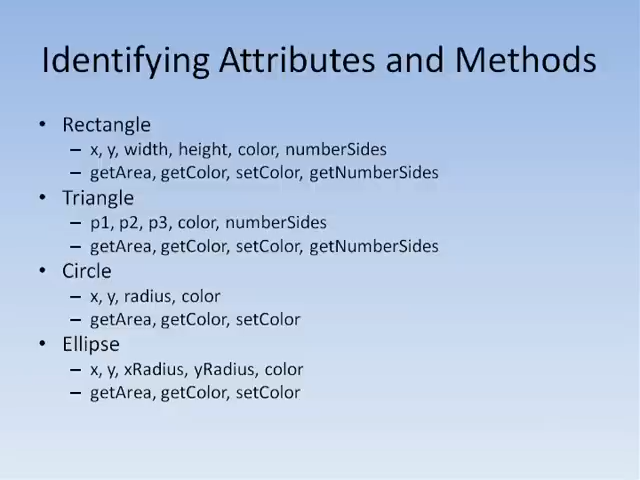 Identifying Attributes and Methods
• Rectangle
– x, y, width, height, color, numberSides
– getArea, getColor, setColor, getNumberSides
• Triangle
– p1, p2, p3, color, numberSides
– getArea, getColor, setColor, getNumberSides
• Circle
– x, y, radius, color
– getArea, getColor, setColor
• Ellipse
– x, y, xRadius, yRadius, color
– getArea, getColor, setColor